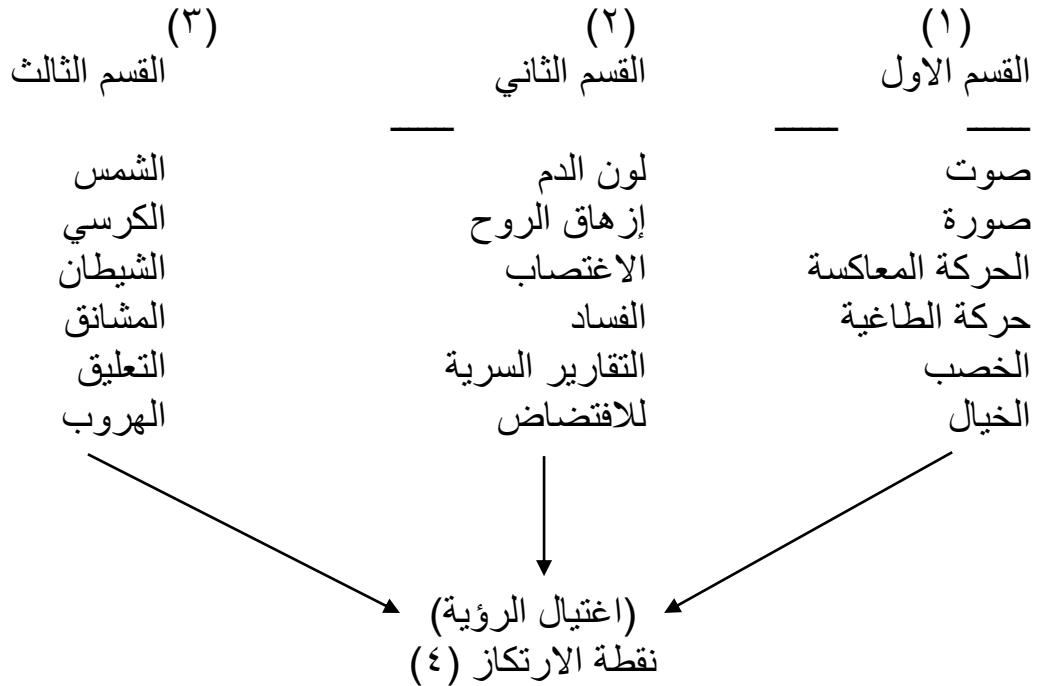 (١) (٢) (٣)
القسم الاول القسم الثاني القسم الثالث
صوت لون الدم الشمس
صورة إزهاق الروح الكرسي
الحركة المعاكسة الاغتصاب الشيطان
حركة الطاغية الفساد المشانق
الخصب التقارير السرية التعليق
الخيال للافتضاض الهروب
(اغتيال الرؤية)
نقطة الارتكاز (٤)